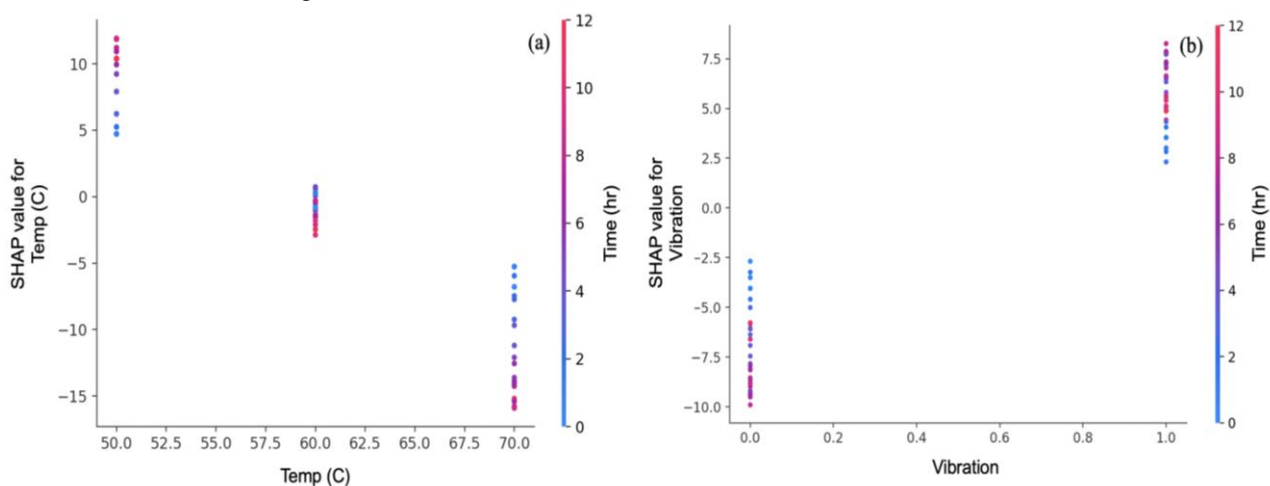 (a)
SHAP value for
Temp (C)
10
5
0
−5
−10
−15
50.0 52.5 55.0 57.5 60.0 62.5 65.0 67.5 70.0
Temp (C)
12
10
8
6
4
2
0
Time (hr)
(b)
SHAP value for
Vibration
7.5
5.0
2.5
0.0
−2.5
−5.0
−7.5
−10.0
0.0 0.2 0.4 0.6 0.8 1.0
Vibration
12
10
8
6
4
2
0
Time (hr)